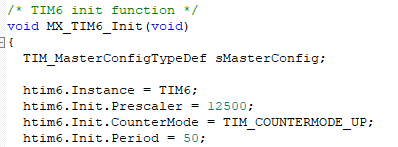 /* TIM6 init function */
void MX_TIM6_Init(void)
{
TIM_MasterConfigTypeDef sMasterConfig;
htim6.Instance = TIM6;
htim6.Init.Prescaler = 12500;
htim6.Init.CounterMode = TIM_COUNTERMODE_UP;
htim6.Init.Period = 50;